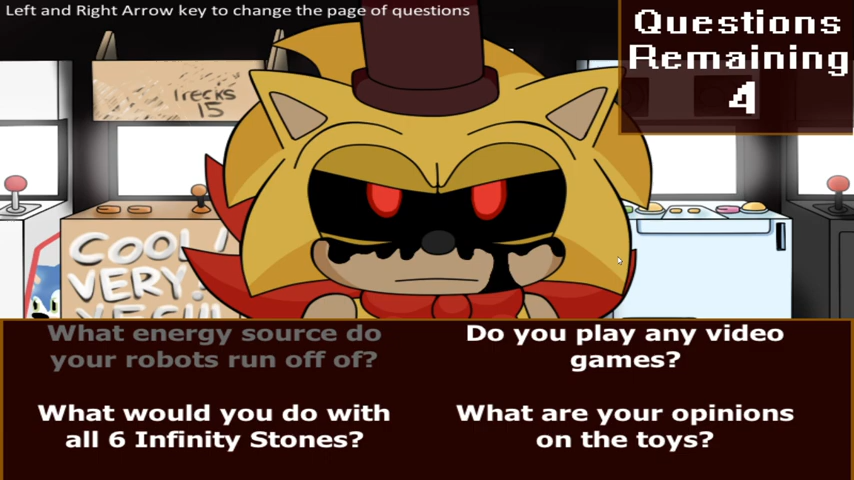 Left and Right Arrow key to change the page of questions
Questions
Remaining
4
Trecks
15
COOL!
VERY
What energy source do
your robots run off of?
Do you play any video
games?
What would you do with
all 6 Infinity Stones?
What are your opinions
on the toys?